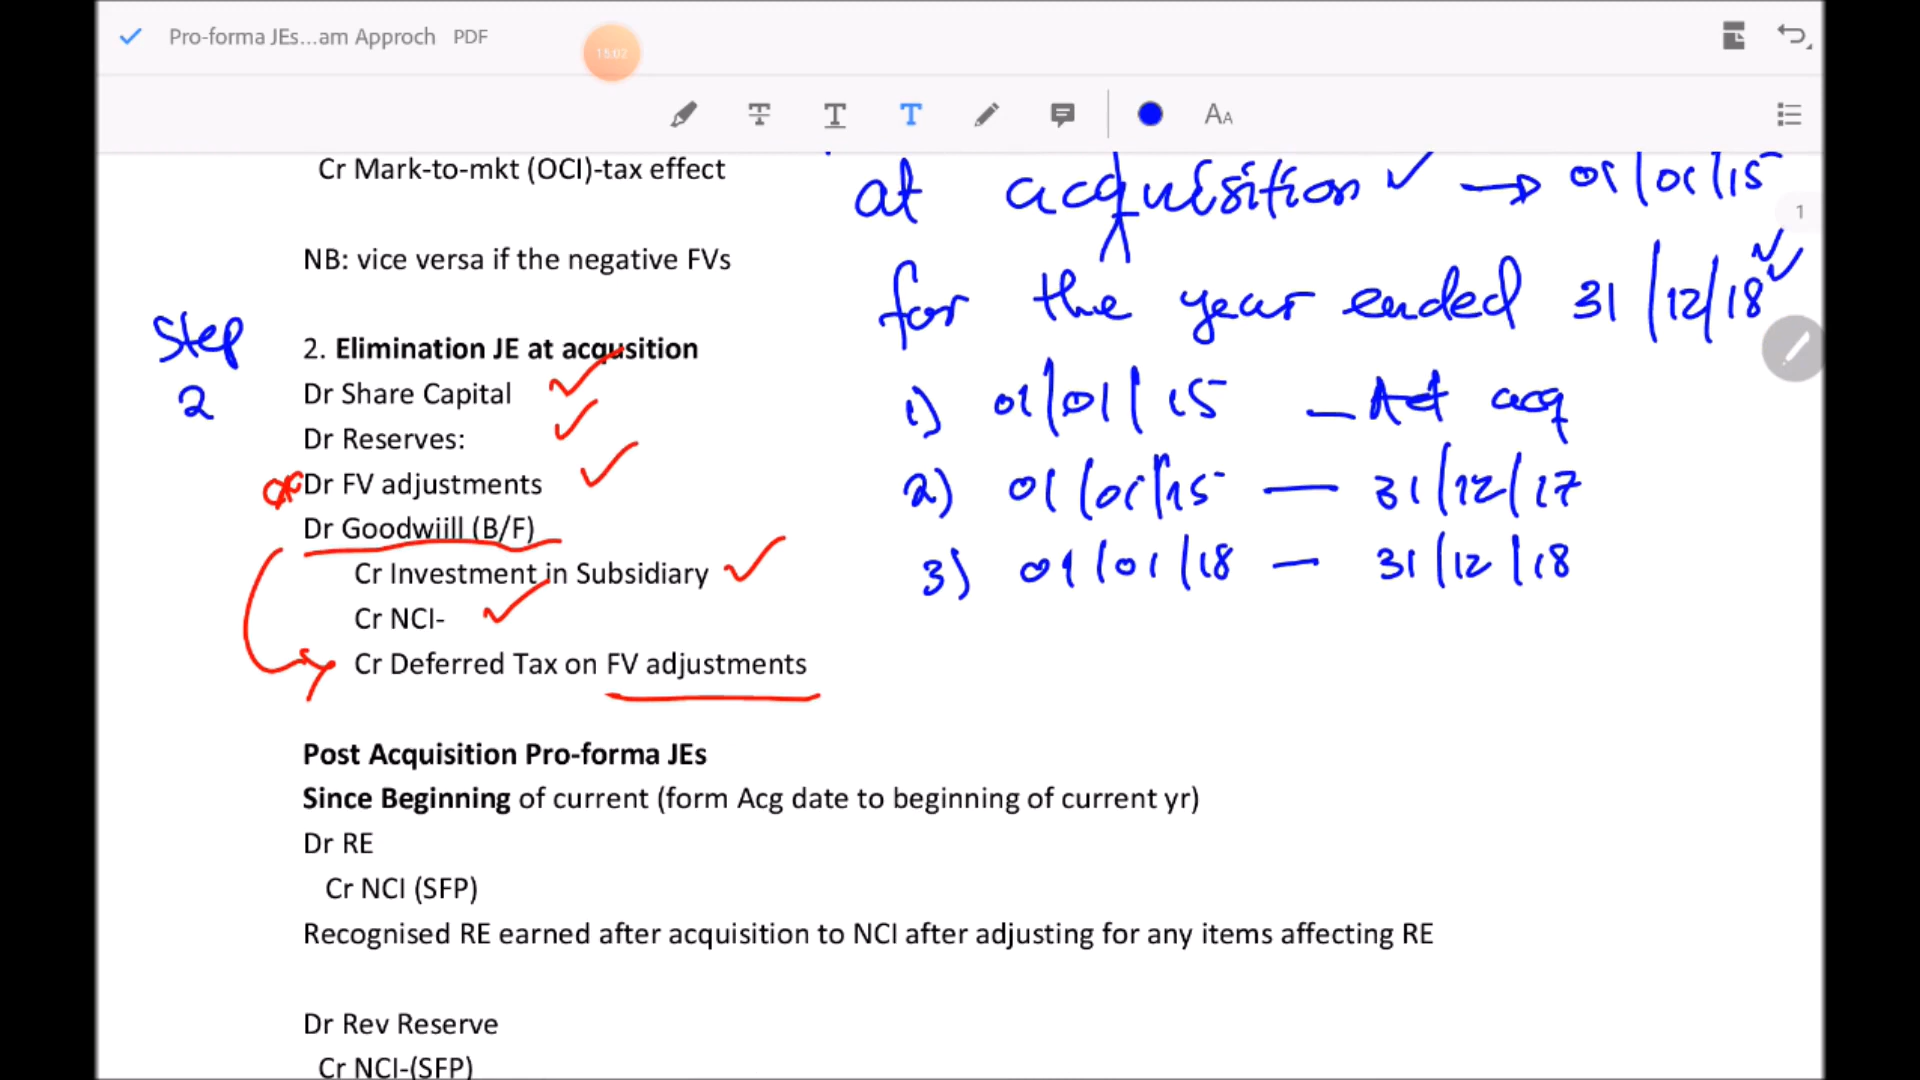 Pro-forma JEs...am Approch PDF
15:02
Cr Mark-to-mkt (OCI)-tax effect
NB: vice versa if the negative FVs
Step
2
2. Elimination JE at acqusition
Dr Share Capital
Dr Reserves:
Dr FV adjustments
Dr Goodwiill (B/F)
Cr Investment in Subsidiary
Cr NCI-
Cr Deferred Tax on FV adjustments
at acquisition → 01/01/15
1
for the year ended 31/12/18
1) 01/01/15 - At acq
2) 01/01/15 - 31/12/17
3) 01/01/18 - 31/12/18
Post Acquisition Pro-forma JEs
Since Beginning of current (form Acg date to beginning of current yr)
Dr RE
Cr NCI (SFP)
Recognised RE earned after acquisition to NCI after adjusting for any items affecting RE
Dr Rev Reserve
Cr NCI-(SFP)